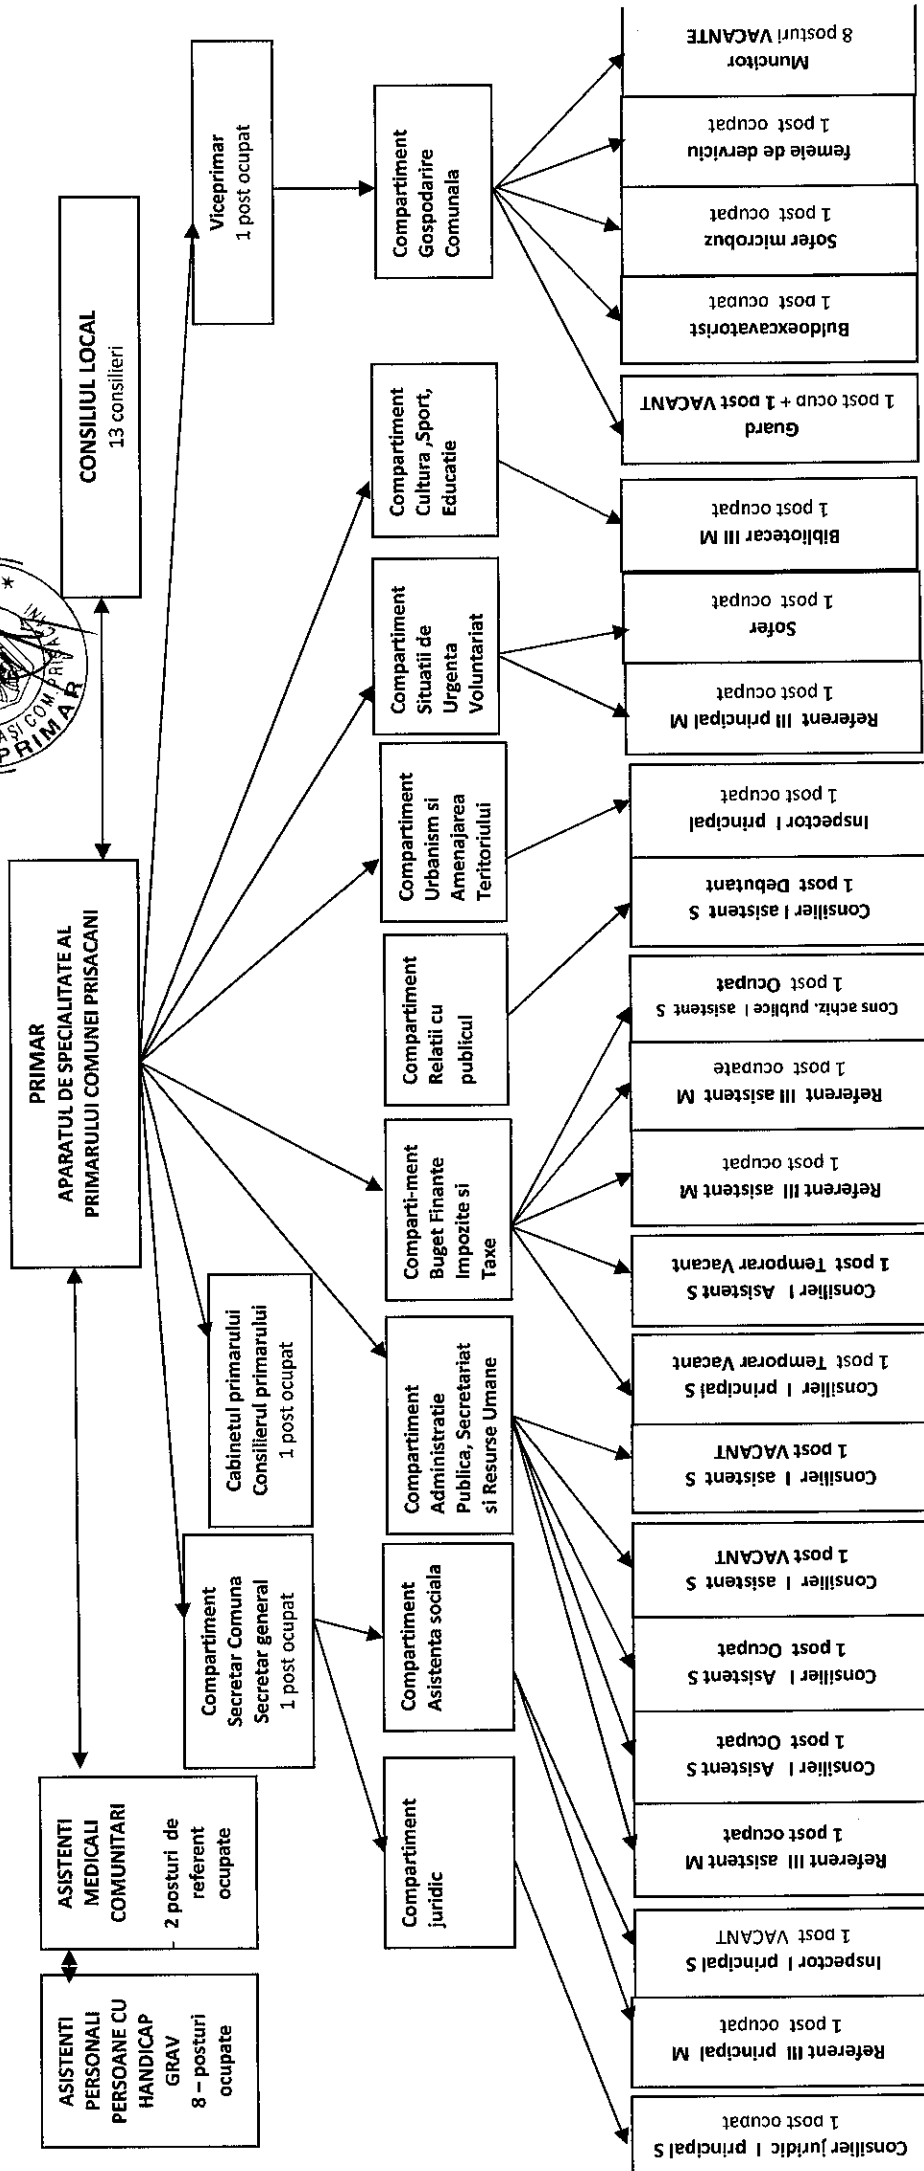 PRIMAR
APARATUL DE SPECIALITATE AL
PRIMARULUI COMUNEI PRISACANI
CONSILIUL LOCAL
13 consilieri
PRIMAR
ASISTENTI
PERSONALI
PERSOANE CU
HANDICAP
GRAV
8 – posturi
ocupate
ASISTENTI
MEDICALI
COMUNITARI
2 posturi de
referent
ocupate
Compartiment
Secretar Comuna
Secretar general
1 post ocupat
Cabinetul primarului
Consilierul primarului
1 post ocupat
Viceprimar
1 post ocupat
Compartiment
juridic
Compartiment
Asistenta sociala
Compartiment
Administratie
Publica, Secretariat
si Resurse Umane
Comparti-ment
Buget Finante
Impozite si
Taxe
Compartiment
Relatii cu
publicul
Compartiment
Urbanism si
Amenajarea
Teritoriului
Compartiment
Situatii de
Urgenta
Voluntariat
Compartiment
Cultura ,Sport,
Educatie
Compartiment
Gospodarire
Comunala
Consilier juridic I principal S
1 post ocupat
Referent III principal M
1 post ocupat
Inspector I principal S
1 post VACANT
Referent III asistent M
1 post ocupat
Consilier I Asistent S
1 post Ocupat
Consilier I Asistent S
1 post Ocupat
Consilier I asistent S
1 post VACANT
Consilier I asistent S
1 post VACANT
Consilier I principal S
1 post Temporar Vacant
Consilier I Asistent S
1 post Temporar Vacant
Referent III asistent M
1 post ocupat
Referent III asistent M
1 post ocupate
Cons achiz. publice I asistent S
1 post Ocupat
Consilier I asistent S
1 post Debutant
Inspector I principal
1 post ocupat
Referent III principal M
1 post ocupat
Sofer
1 post ocupat
Bibliotecar III M
1 post ocupat
Guard
1 post ocup + 1 post VACANT
Buldoexcavatorist
1 post ocupat
Sofer microbuz
1 post ocupat
femeie de derviciu
1 post ocupat
Muncitor
8 posturi VACANTE